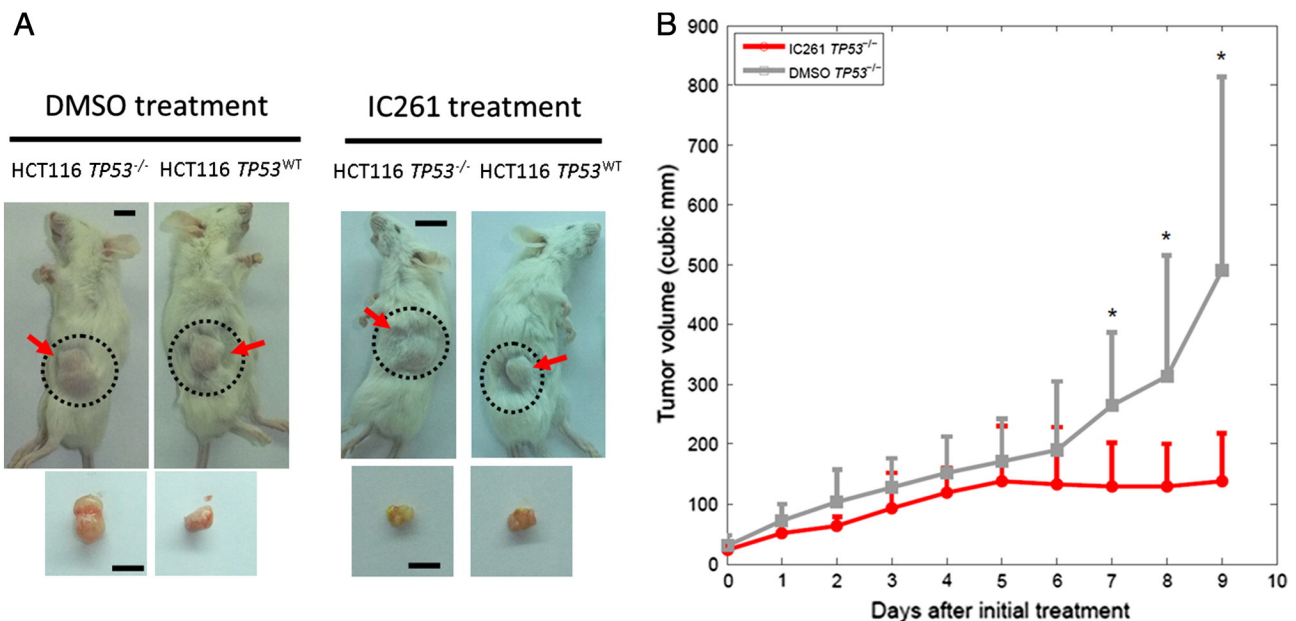 A
DMSO treatment
HCT116 TP53-/- HCT116 TP53WT
IC261 treatment
HCT116 TP53-/- HCT116 TP53WT
B
Tumor volume (cubic mm)
900
800
700
600
500
400
300
200
100
0
IC261 TP53-/-
DMSO TP53-/-
*
*
*
0 1 2 3 4 5 6 7 8 9 10
Days after initial treatment